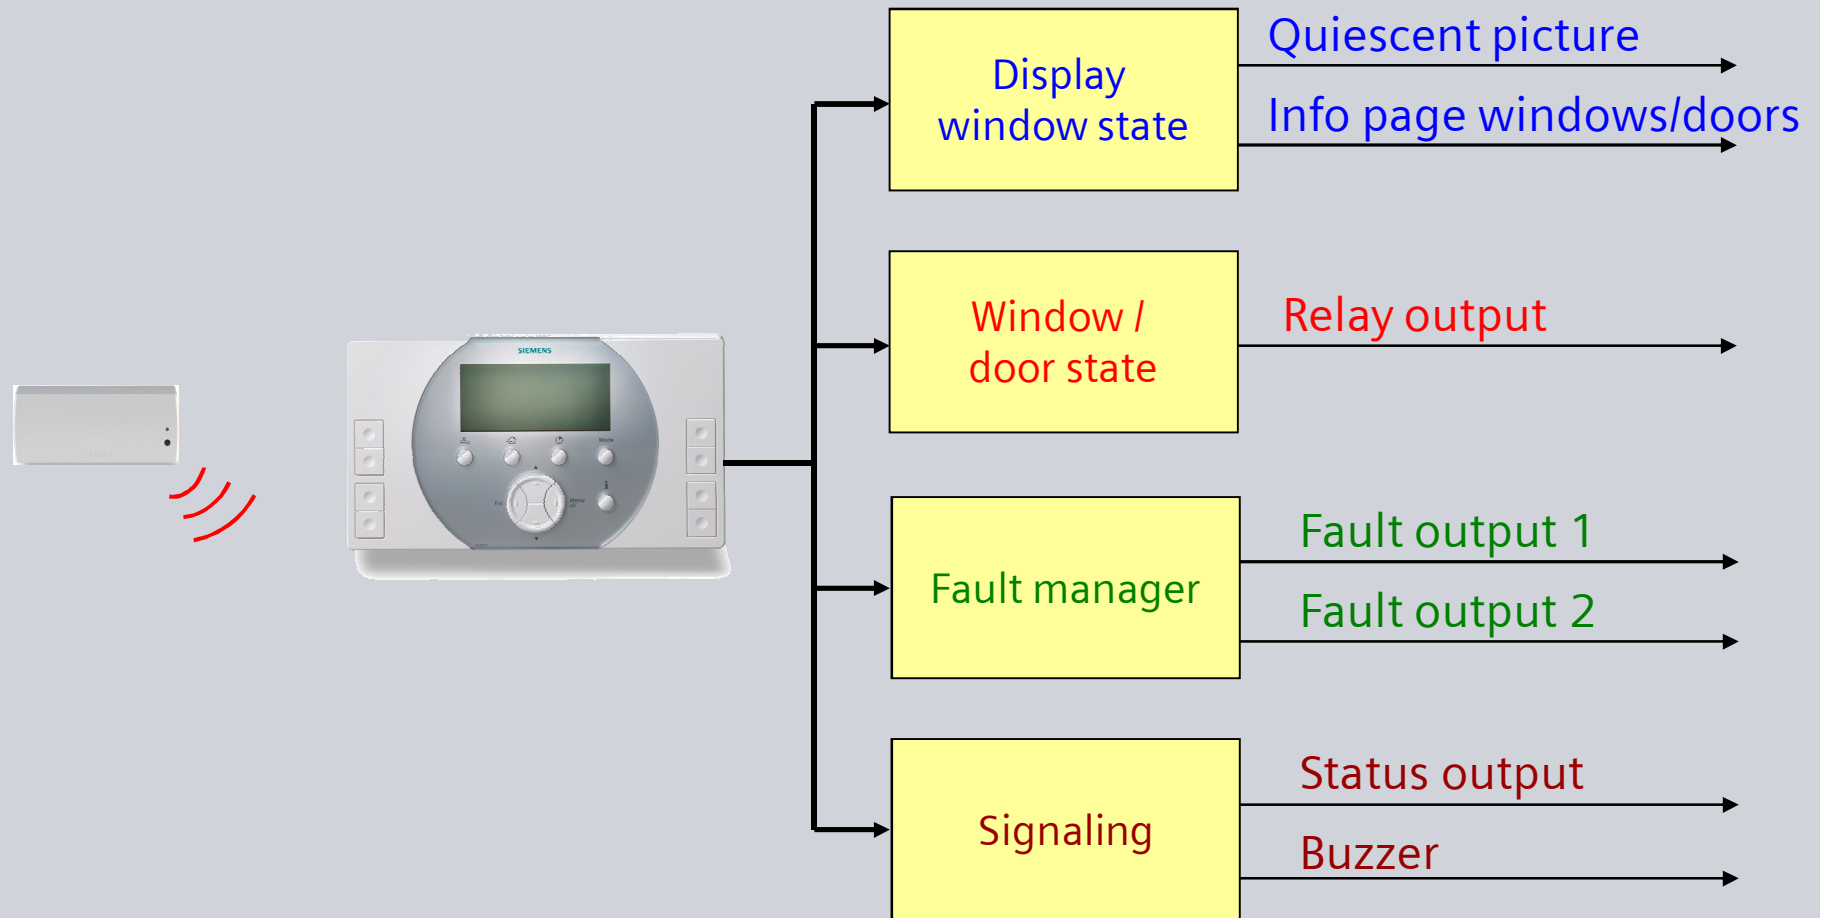 Quiescent picture
Display
window state
Info page windows/doors
Window /
door state
Relay output
SIEMENS
Mode
Esc
Menu
Fault manager
Fault output 1
Fault output 2
Signaling
Status output
Buzzer